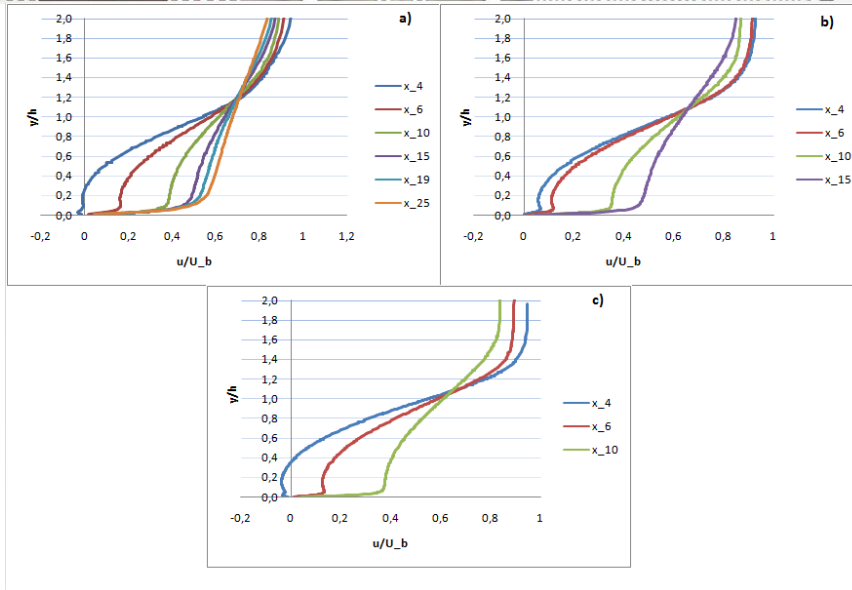 a)
2,0
1,8
1,6
1,4
1,2
1,0
0,8
0,6
0,4
0,2
0,0
y/h
-0,2 0 0,2 0,4 0,6 0,8 1 1,2
u/U_b
x_4
x_6
x_10
x_15
x_19
x_25
b)
2,0
1,8
1,6
1,4
1,2
1,0
0,8
0,6
0,4
0,2
0,0
y/h
-0,2 0 0,2 0,4 0,6 0,8 1
u/U_b
x_4
x_6
x_10
x_15
c)
2,0
1,8
1,6
1,4
1,2
1,0
0,8
0,6
0,4
0,2
0,0
y/h
-0,2 0 0,2 0,4 0,6 0,8 1
u/U_b
x_4
x_6
x_10